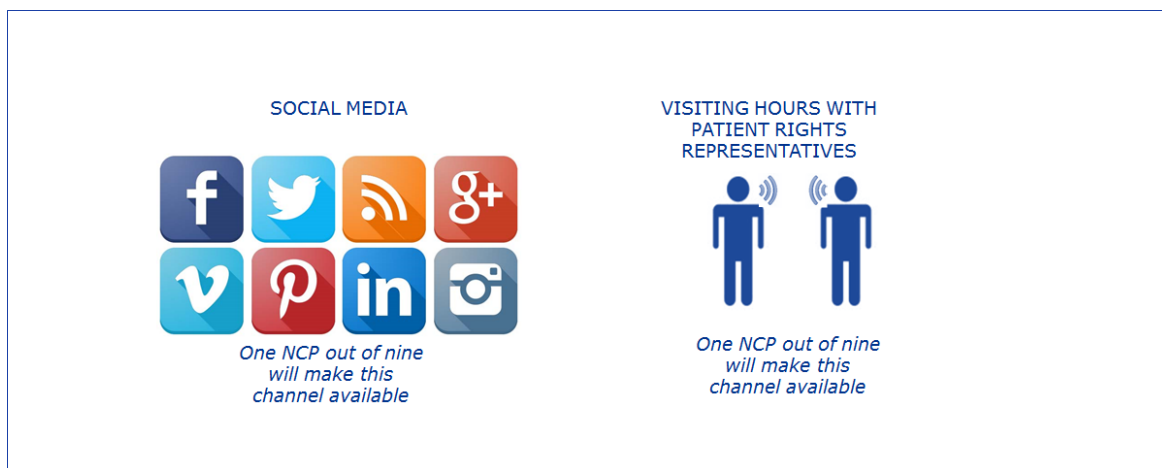 SOCIAL MEDIA
f
g+
v
p
in
One NCP out of nine
will make this
channel available
VISITING HOURS WITH
PATIENT RIGHTS
REPRESENTATIVES
One NCP out of nine
will make this
channel available